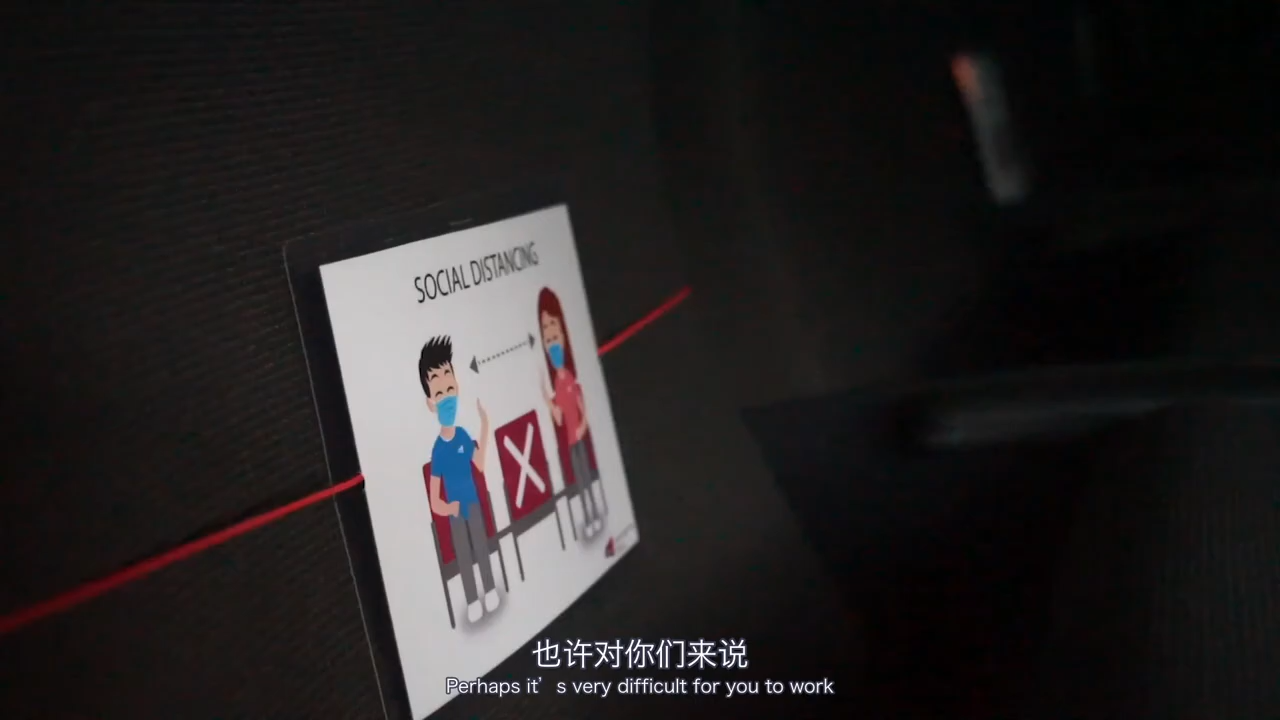 SOCIAL DISTANCING
也许对你们来说
Perhaps it's very difficult for you to work